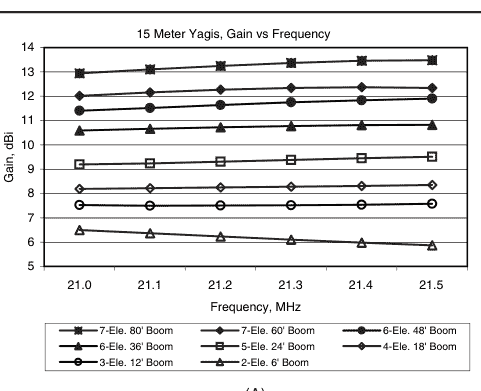 15 Meter Yagis, Gain vs Frequency
14
13
12
11
10
9
8
7
6
5
Gain, dBi
21.0 21.1 21.2 21.3 21.4 21.5
Frequency, MHz
7-Ele. 80' Boom 7-Ele. 60' Boom 6-Ele. 48' Boom
6-Ele. 36' Boom 5-Ele. 24' Boom 4-Ele. 18' Boom
3-Ele. 12' Boom 2-Ele. 6' Boom
(A)